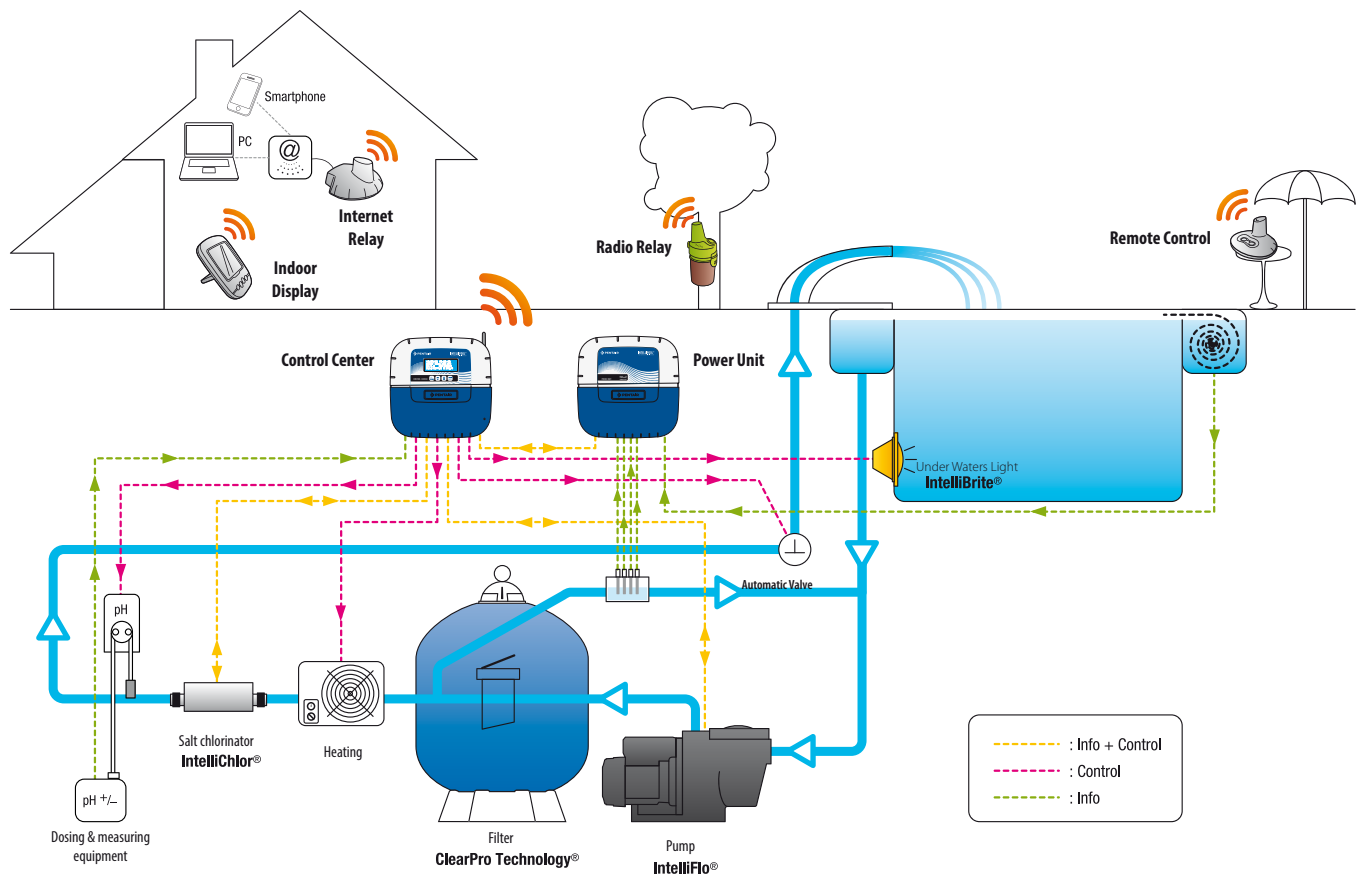 Smartphone
PC
@
Internet
Relay
Indoor
Display
Radio Relay
Remote Control
Control Center
Power Unit
PENTAIR
PENTAIR
Under Waters Light
IntelliBrite®
Automatic Valve
pH
Salt chlorinator
IntelliChlor®
Heating
pH +/–
Dosing & measuring
equipment
Filter
ClearPro Technology®
Pump
IntelliFlo®
: Info + Control
: Control
: Info